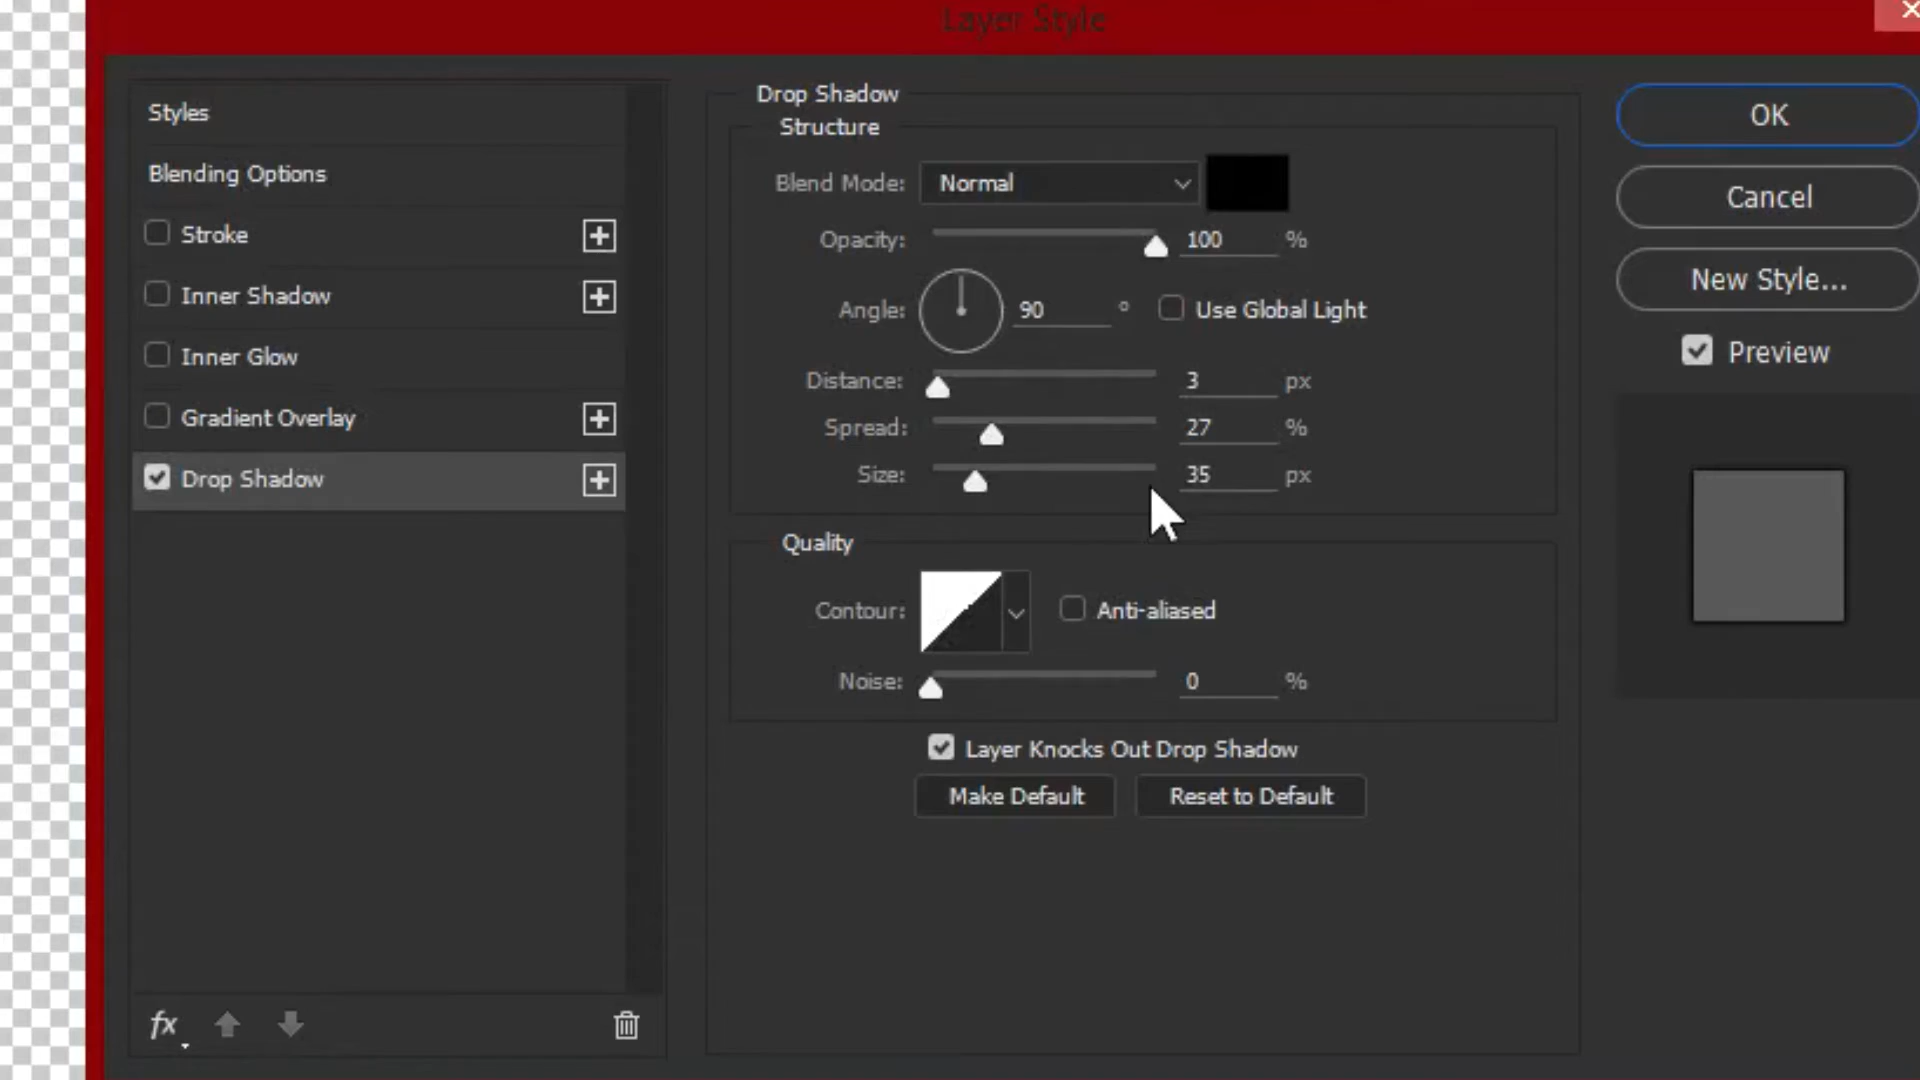 Layer Style
Styles
Blending Options
Stroke
Inner Shadow
Inner Glow
Gradient Overlay
Drop Shadow
fx
Drop Shadow
Structure
Blend Mode: Normal
Opacity: 100 %
Angle: 90 ° Use Global Light
Distance: 3 px
Spread: 27 %
Size: 35 px
Quality
Contour: Anti-aliased
Noise: 0 %
Layer Knocks Out Drop Shadow
Make Default Reset to Default
OK
Cancel
New Style...
Preview